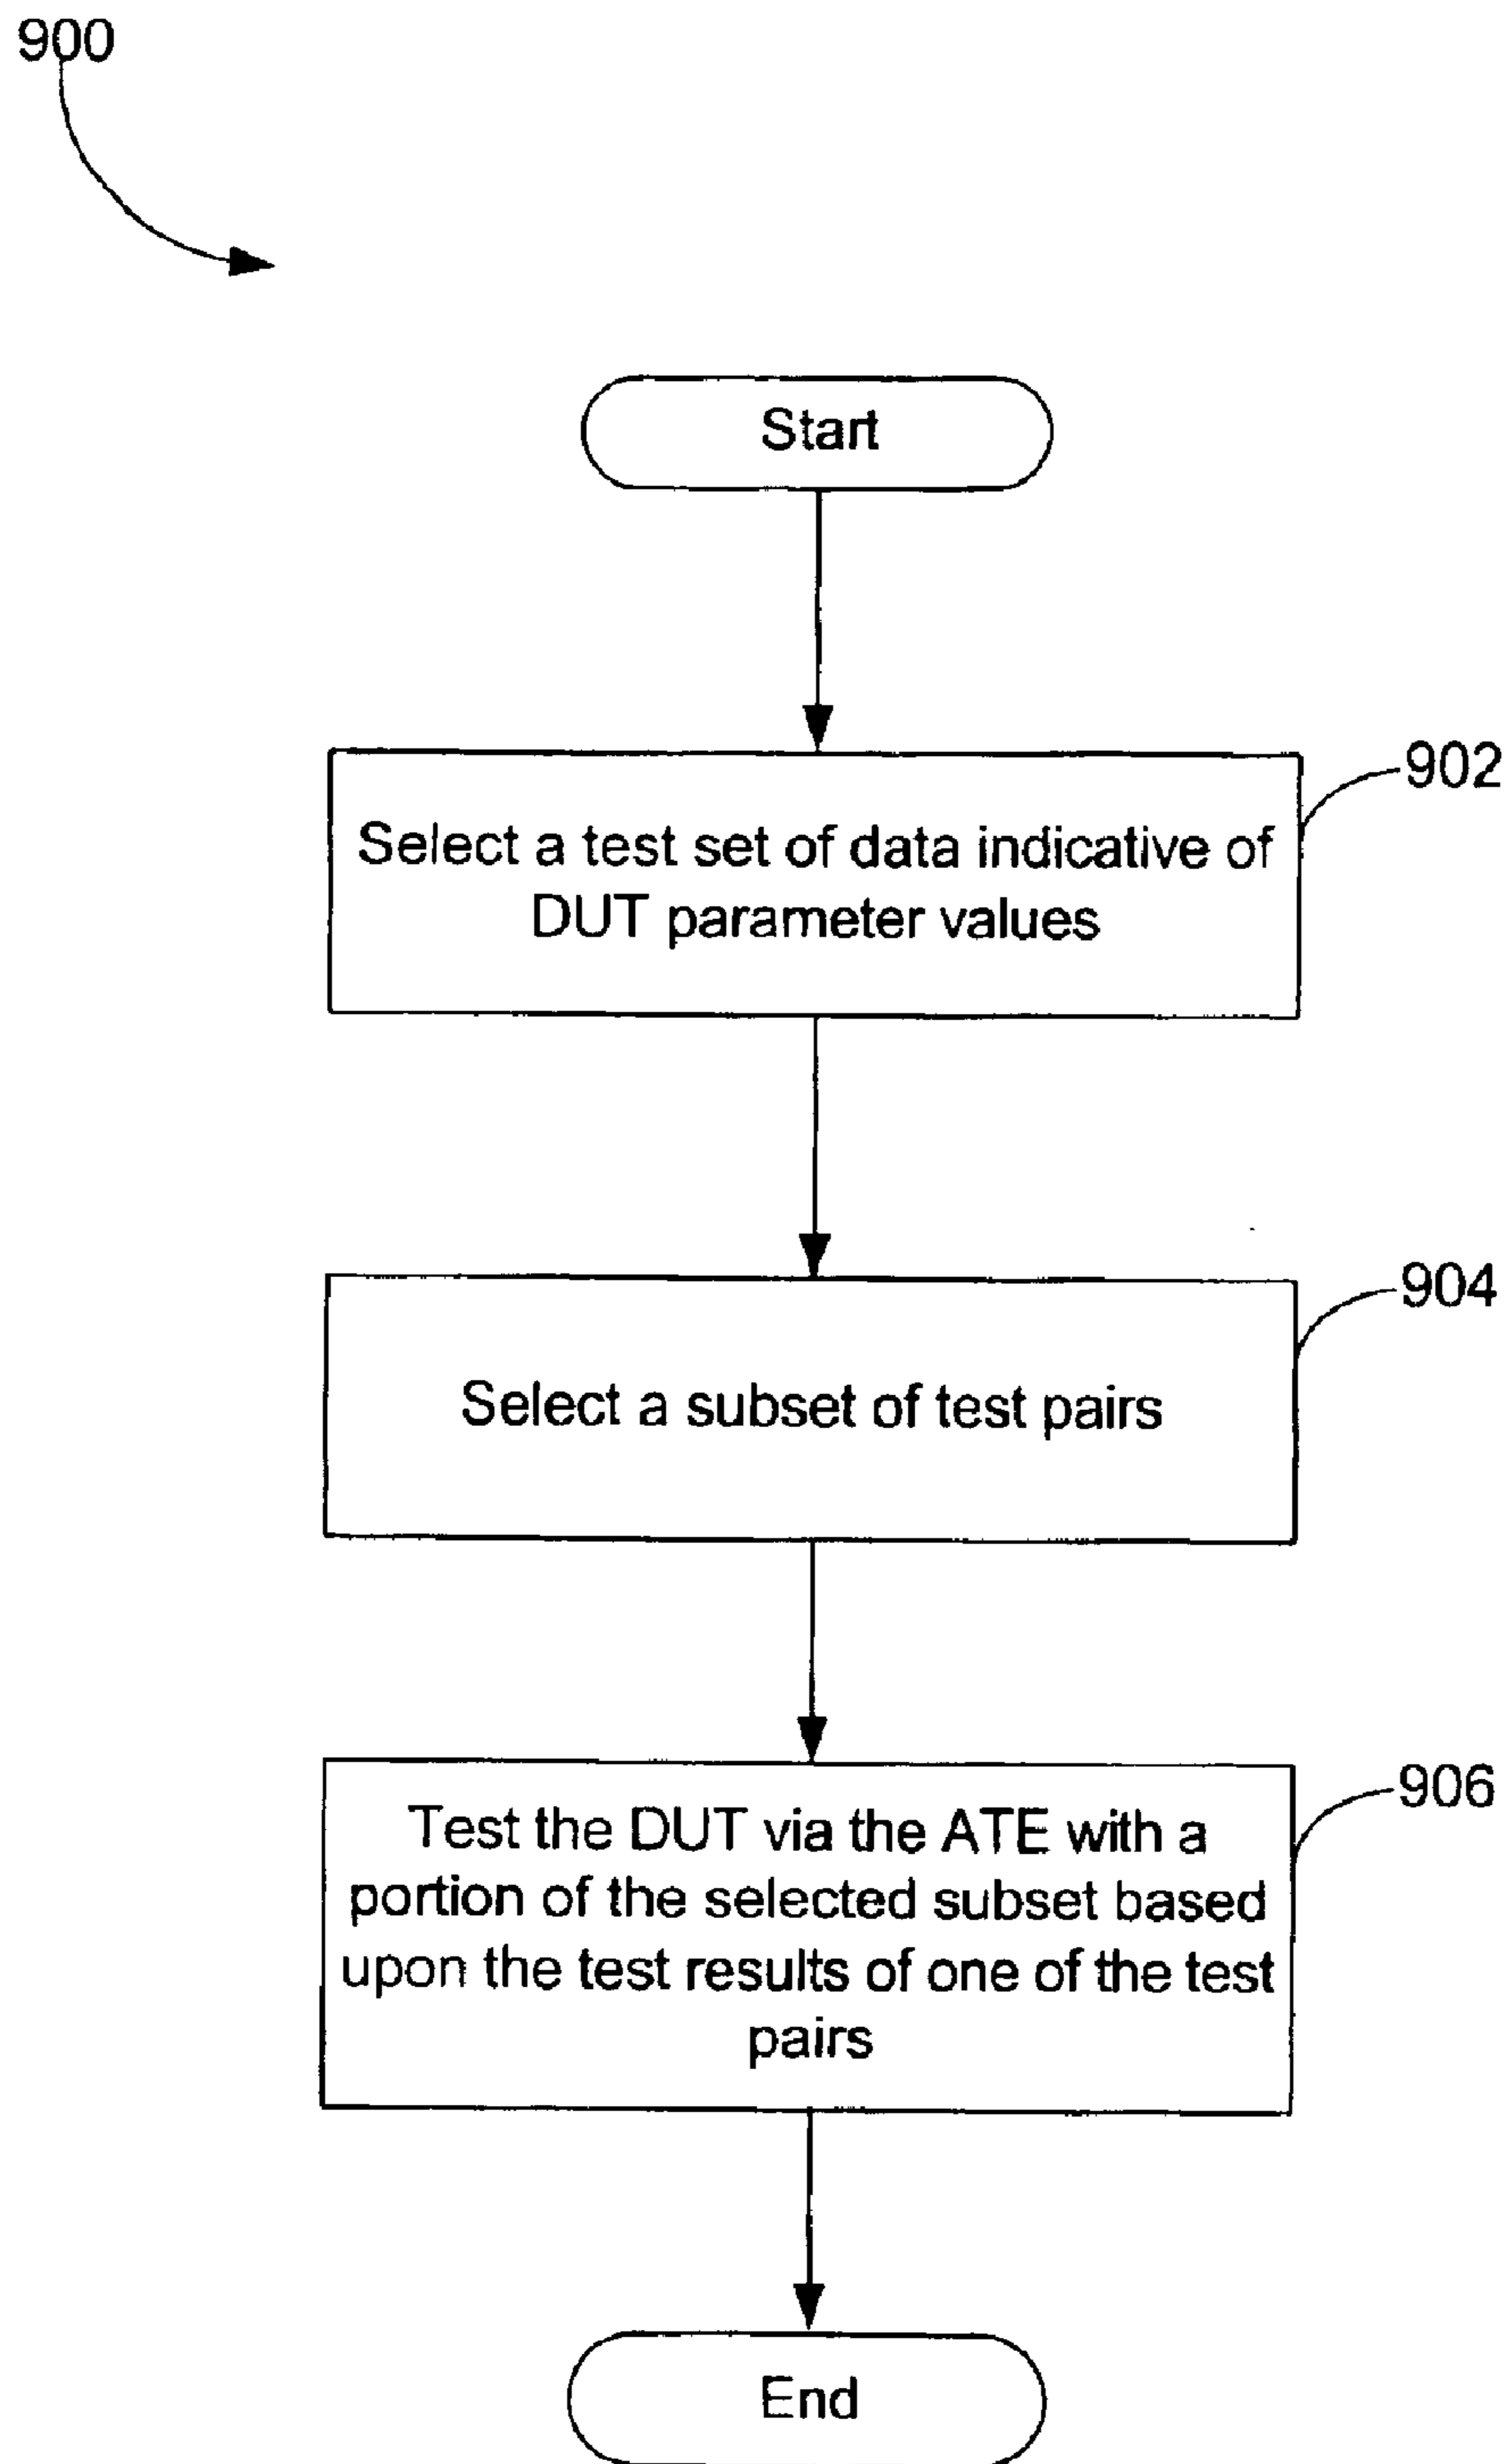 900
Start
902
Select a test set of data indicative of
DUT parameter values
904
Select a subset of test pairs
906
Test the DUT via the ATE with a
portion of the selected subset based
upon the test results of one of the test
pairs
End